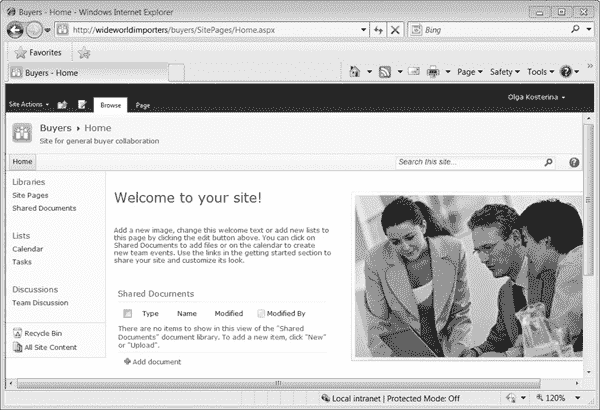 Buyers - Home - Windows Internet Explorer
http://wideworldimporters/buyers/SitePages/Home.aspx
Bing
Favorites
Buyers - Home
Page
Safety
Tools
Site Actions
Browse
Page
Olga Kosterina
Buyers ▸ Home
Site for general buyer collaboration
Home
Search this site...
Libraries
Site Pages
Shared Documents
Lists
Calendar
Tasks
Discussions
Team Discussion
Recycle Bin
All Site Content
Welcome to your site!
Add a new image, change this welcome text or add new lists to
this page by clicking the edit button above. You can click on
Shared Documents to add files or on the calendar to create
new team events. Use the links in the getting started section to
share your site and customize its look.
Shared Documents
Type Name Modified Modified By
There are no items to show in this view of the "Shared
Documents" document library. To add a new item, click "New"
or "Upload".
Add document
Local intranet | Protected Mode: Off
120%